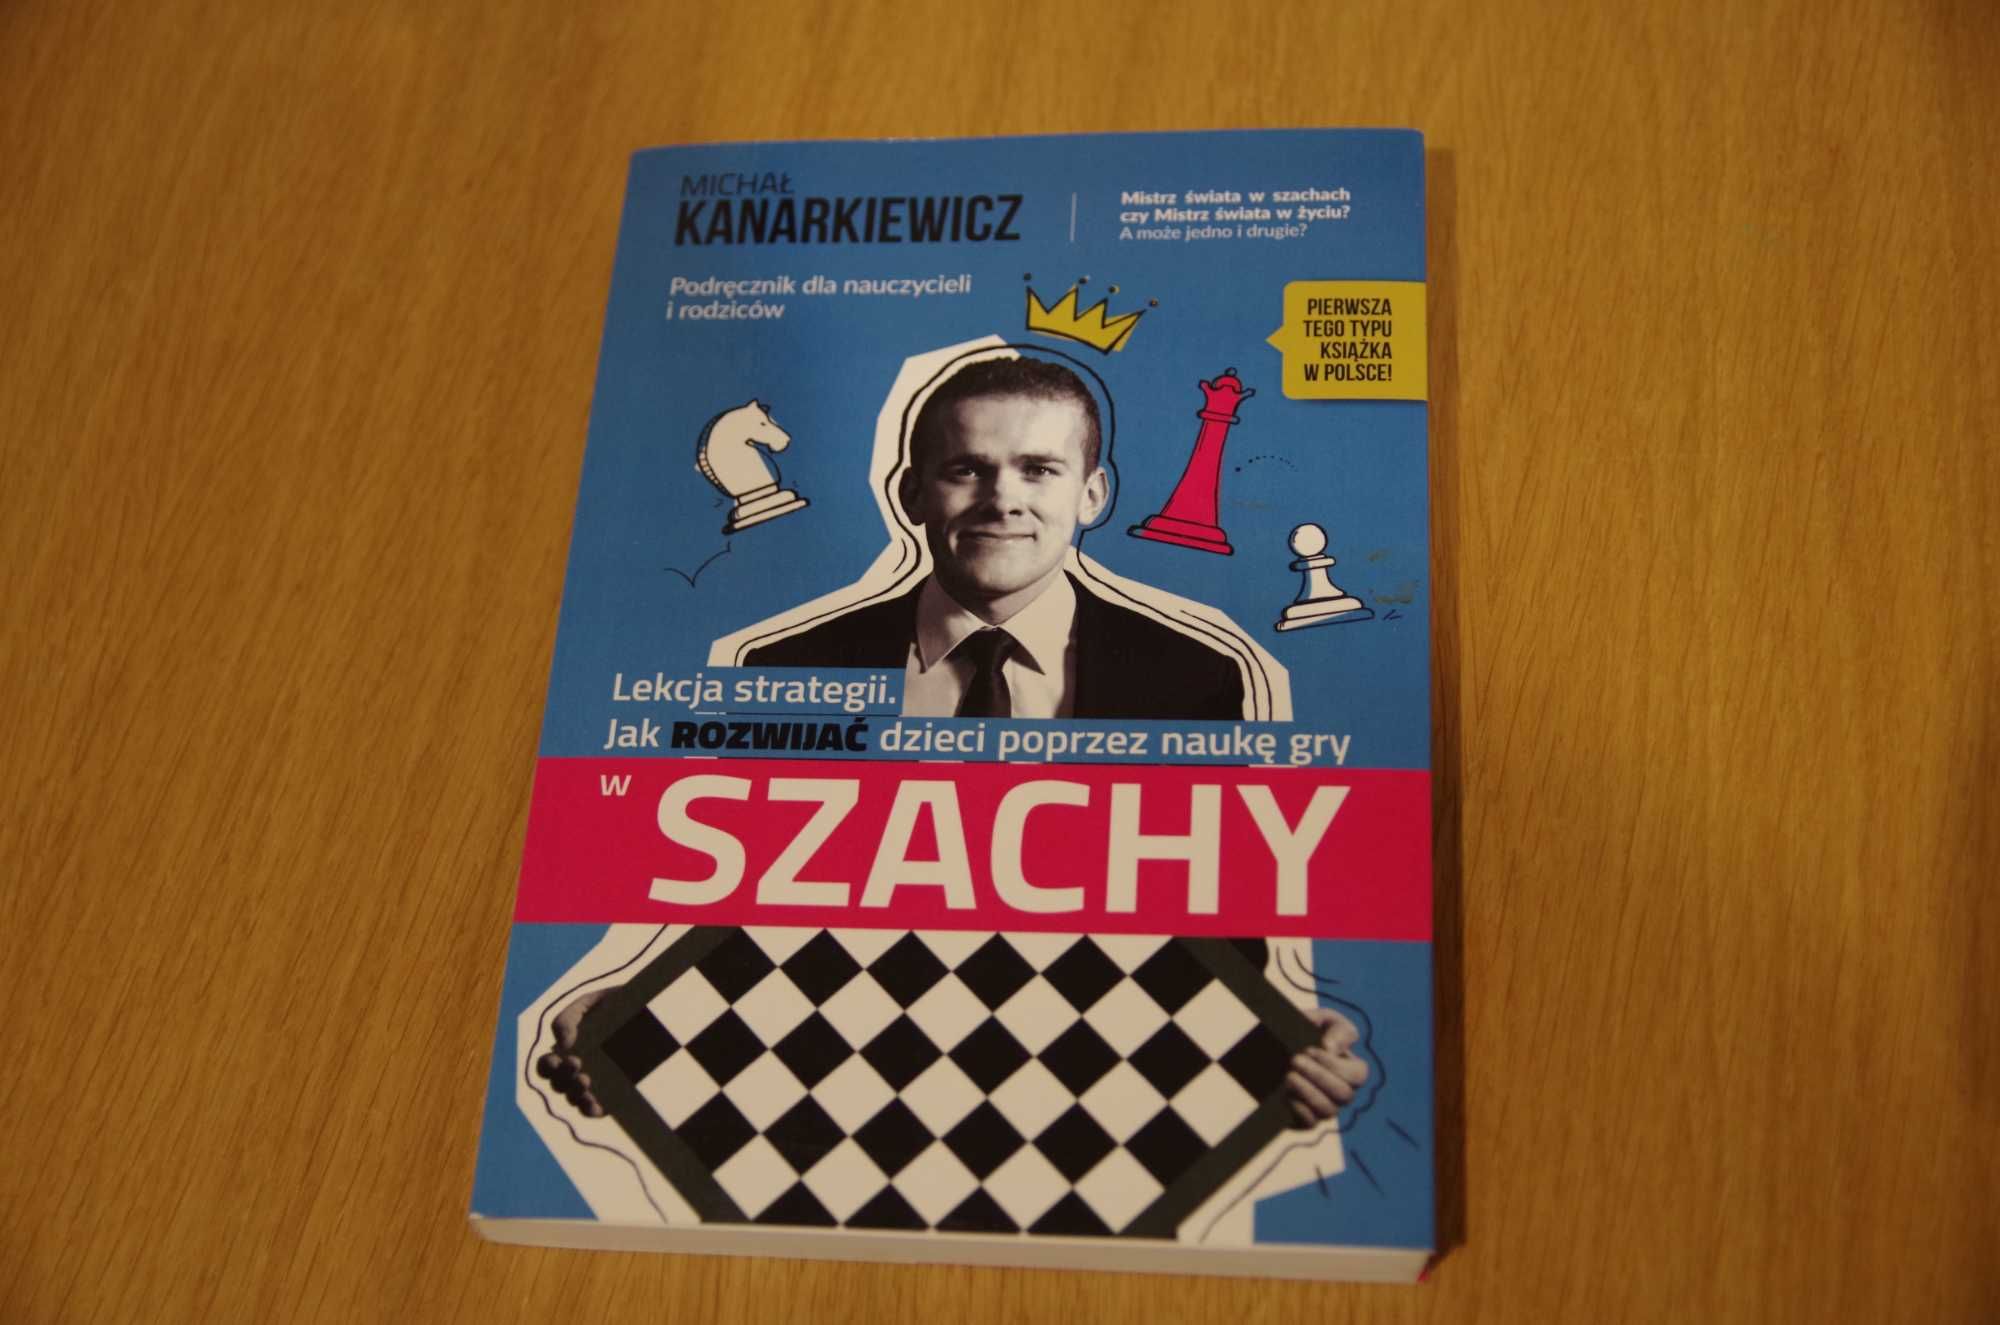 MICHAŁ
KANARKIEWICZ
Mistrz świata w szachach
czy Mistrz świata w życiu?
A może jedno i drugie?
Podręcznik dla nauczycieli
i rodziców
PIERWSZA
TEGO TYPU
KSIĄŻKA
W POLSCE!
Lekcja strategii.
Jak ROZWIJAĆ dzieci poprzez naukę gry
w SZACHY